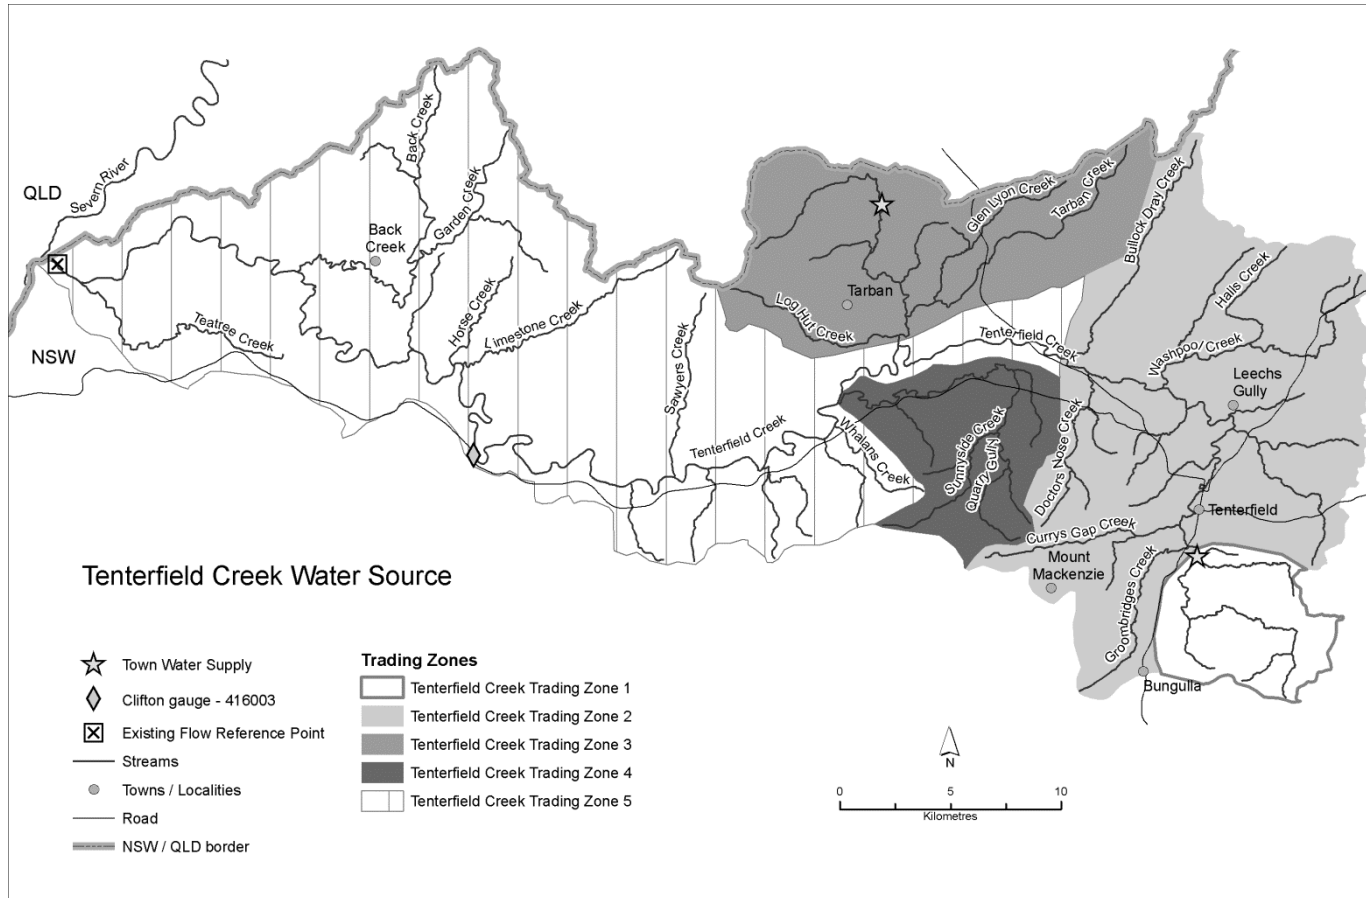 QLD
Severn River
Back Creek
Garden Creek
Back
Creek
Horse Creek
Limestone Creek
Teatree Creek
NSW
Sawyers Creek
Tenterfield Creek
Glen Lyon Creek
Tarban Creek
Bullock Dray Creek
Tarban
Log Hut Creek
Tenterfield Creek
Halls Creek
Washpool Creek
Leechs
Gully
Whalans Creek
Sunnyside Creek
Quarry Gully
Doctors Nose Creek
Tenterfield
Currys Gap Creek
Mount
Mackenzie
Groombridges Creek
Bungulla
Tenterfield Creek Water Source
Town Water Supply
Clifton gauge - 416003
Existing Flow Reference Point
Streams
Towns / Localities
Road
NSW / QLD border
Trading Zones
Tenterfield Creek Trading Zone 1
Tenterfield Creek Trading Zone 2
Tenterfield Creek Trading Zone 3
Tenterfield Creek Trading Zone 4
Tenterfield Creek Trading Zone 5
N
0 5 10
Kilometres